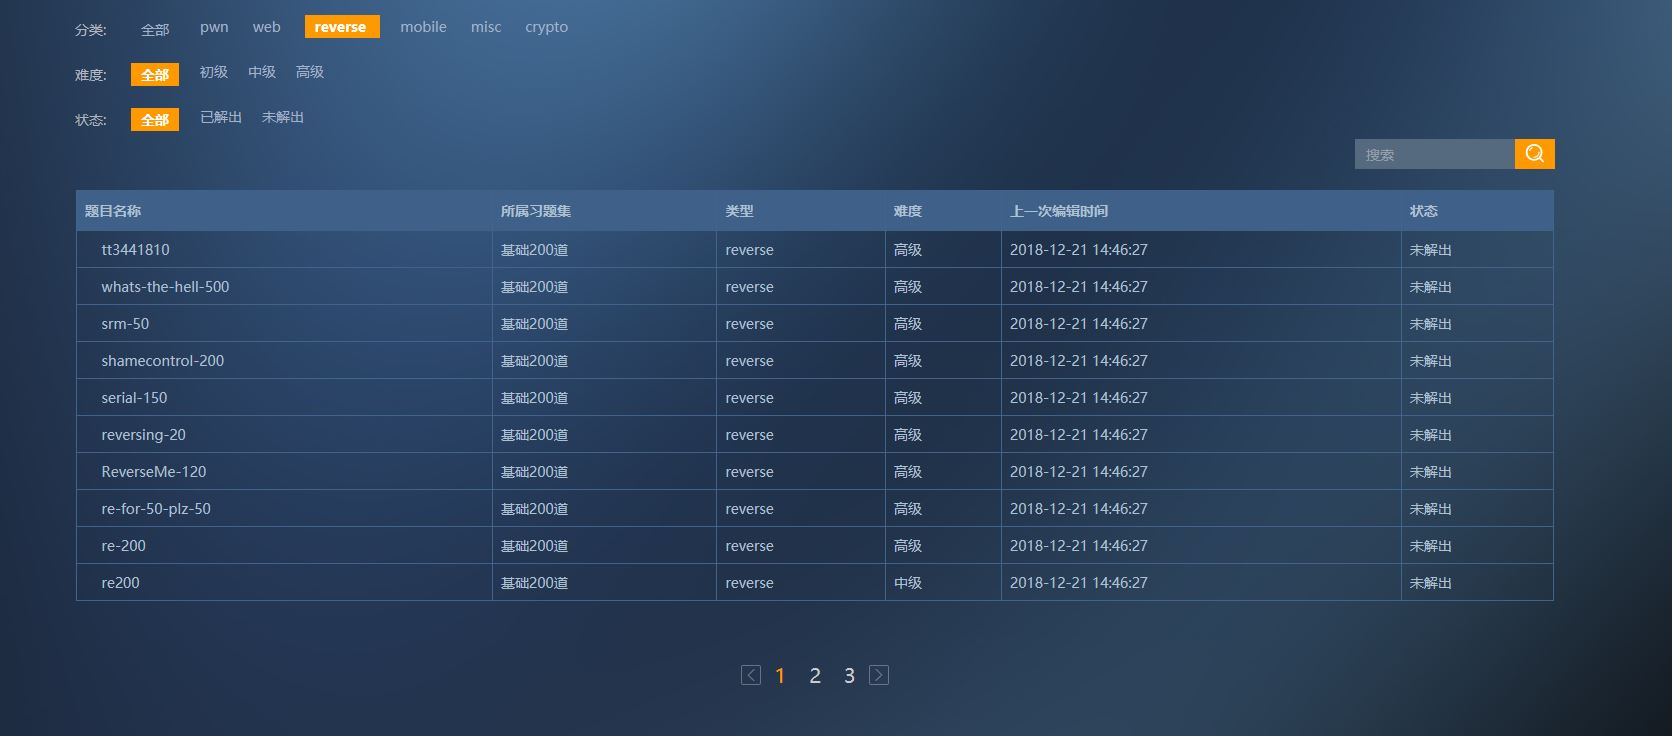 分类: 全部 pwn web reverse mobile misc crypto
难度: 全部 初级 中级 高级
状态: 全部 已解出 未解出
搜索
题目名称 所属习题集 类型 难度 上一次编辑时间 状态
tt3441810 基础200道 reverse 高级 2018-12-21 14:46:27 未解出
whats-the-hell-500 基础200道 reverse 高级 2018-12-21 14:46:27 未解出
srm-50 基础200道 reverse 高级 2018-12-21 14:46:27 未解出
shamecontrol-200 基础200道 reverse 高级 2018-12-21 14:46:27 未解出
serial-150 基础200道 reverse 高级 2018-12-21 14:46:27 未解出
reversing-20 基础200道 reverse 高级 2018-12-21 14:46:27 未解出
ReverseMe-120 基础200道 reverse 高级 2018-12-21 14:46:27 未解出
re-for-50-plz-50 基础200道 reverse 高级 2018-12-21 14:46:27 未解出
re-200 基础200道 reverse 高级 2018-12-21 14:46:27 未解出
re200 基础200道 reverse 中级 2018-12-21 14:46:27 未解出
1 2 3